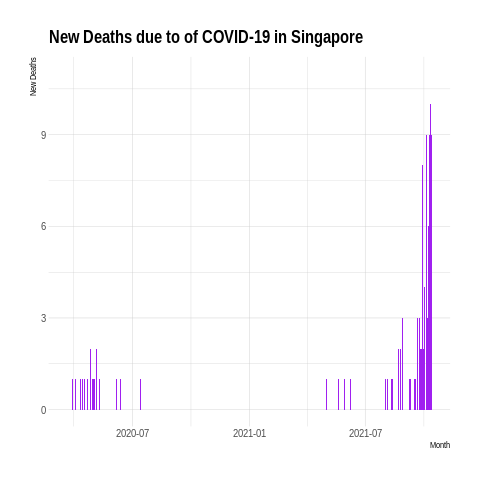 New Deaths due to of COVID-19 in Singapore
New Deaths
9
6
3
0
2020-07
2021-01
2021-07
Month